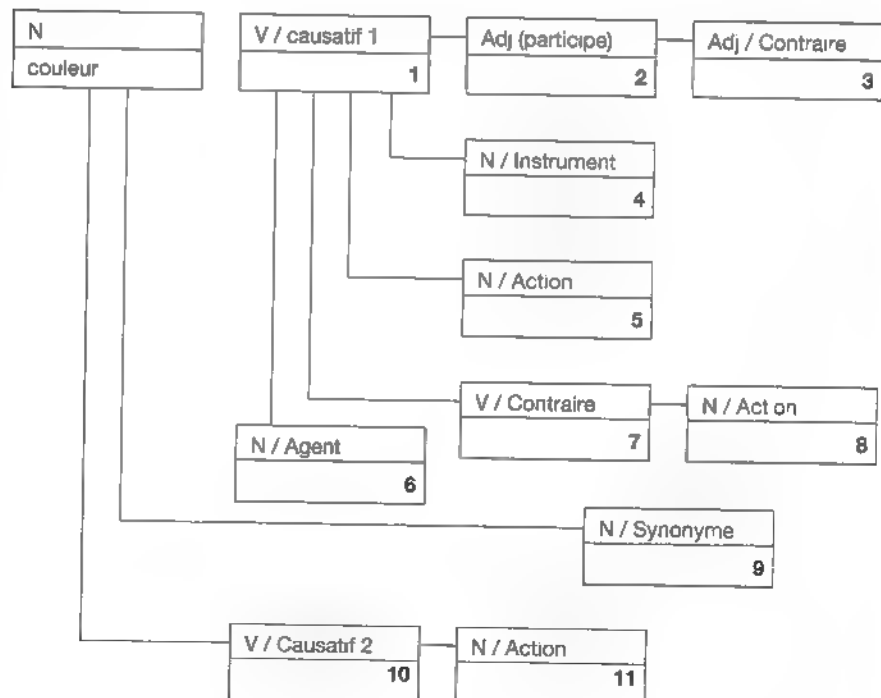 N
couleur
V / causatif 1
1
Adj (participe)
2
Adj / Contraire
3
N / Instrument
4
N / Action
5
V / Contraire
7
N / Act on
8
N / Agent
6
N / Synonyme
9
V / Causatif 2
10
N / Action
11